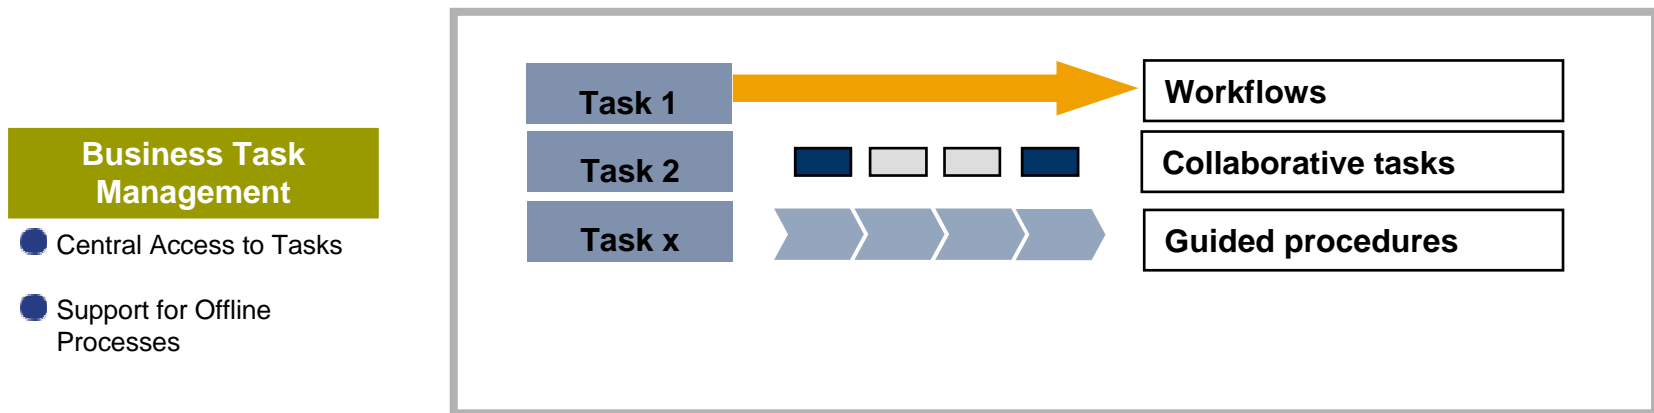 Business Task
Management
Central Access to Tasks
Support for Offline
Processes
Task 1
Workflows
Task 2
Collaborative tasks
Task x
Guided procedures